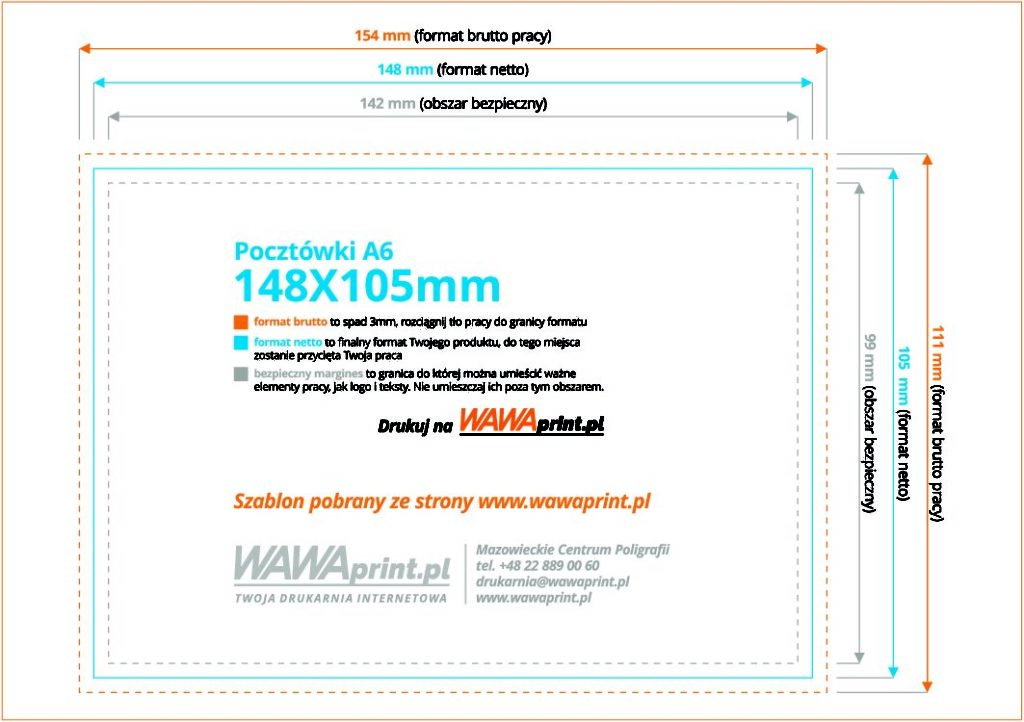 154 mm (format brutto pracy)
148 mm (format netto)
142 mm (obszar bezpieczny)
Pocztówki A6
148X105mm
format brutto to spad 3mm, rozciągnij tło pracy do granicy formatu
format netto to finalny format Twojego produktu, do tego miejsca
zostanie przycięta Twoja praca
bezpieczny margines to granica do której można umieścić ważne
elementy pracy, jak logo i teksty. Nie umieszczaj ich poza tym obszarem.
Drukuj na WAWAprint.pl
Szablon pobrany ze strony www.wawaprint.pl
WAWAprint.pl
TWOJA DRUKARNIA INTERNETOWA
Mazowieckie Centrum Poligrafii
tel. +48 22 889 00 60
drukarnia@wawaprint.pl
www.wawaprint.pl
99 mm (obszar bezpieczny)
105 mm (format netto)
111 mm (format brutto pracy)